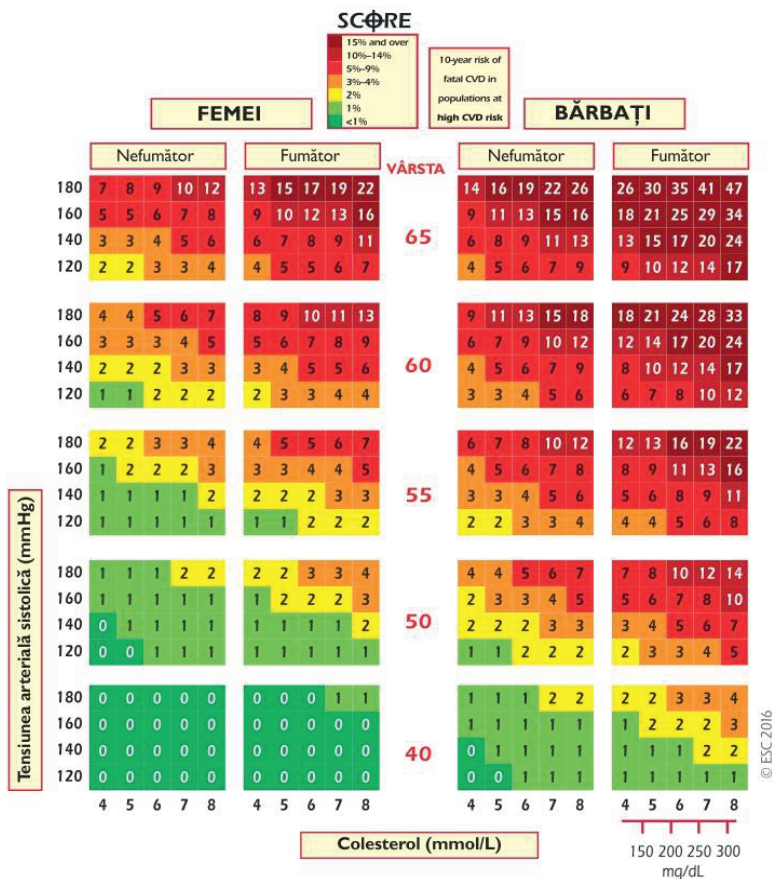 SCORE
15% and over
10%–14%
5%–9%
3%–4%
2%
1%
<1%
10-year risk of
fatal CVD in
populations at
high CVD risk
FEMEI
BĂRBAȚI
Nefumător Fumător VÂRSTA Nefumător Fumător
180 7 8 9 10 12 13 15 17 19 22 14 16 19 22 26 26 30 35 41 47
160 5 5 6 7 8 9 10 12 13 16 9 11 13 15 16 18 21 25 29 34
65
140 3 3 4 5 6 6 7 8 9 11 6 8 9 11 13 13 15 17 20 24
120 2 2 3 3 4 4 5 5 6 7 4 5 6 7 9 9 10 12 14 17
180 4 4 5 6 7 8 9 10 11 13 9 11 13 15 18 18 21 24 28 33
160 3 3 3 4 5 5 6 7 8 9 6 7 9 10 12 12 14 17 20 24
60
140 2 2 2 3 3 3 4 5 5 6 4 5 6 7 9 8 10 12 14 17
120 1 1 2 2 2 2 3 3 4 4 3 3 4 5 6 6 7 8 10 12
180 2 2 3 3 4 4 5 5 6 7 6 7 8 10 12 12 13 16 19 22
160 1 2 2 2 3 3 3 4 4 5 4 5 6 7 8 8 9 11 13 16
55
140 1 1 1 1 2 2 2 2 3 3 3 3 4 5 6 5 6 8 9 11
120 1 1 1 1 1 1 1 2 2 2 2 2 3 3 4 4 4 5 6 8
180 1 1 1 2 2 2 2 3 3 4 4 4 5 6 7 7 8 10 12 14
160 1 1 1 1 1 1 2 2 2 3 2 3 3 4 5 5 6 7 8 10
50
140 0 1 1 1 1 1 1 1 1 2 2 2 2 3 3 3 4 5 6 7
120 0 0 1 1 1 1 1 1 1 1 1 1 2 2 2 2 3 3 4 5
180 0 0 0 0 0 0 0 0 1 1 1 1 1 2 2 2 2 3 3 4
160 0 0 0 0 0 0 0 0 0 0 1 1 1 1 1 1 2 2 2 3
40
140 0 0 0 0 0 0 0 0 0 0 0 1 1 1 1 1 1 1 2 2
120 0 0 0 0 0 0 0 0 0 0 0 0 1 1 1 1 1 1 1 1
4 5 6 7 8 4 5 6 7 8 4 5 6 7 8 4 5 6 7 8
Tensiunea arterială sistolică (mmHg)
Colesterol (mmol/L)
150 200 250 300
mg/dL
© ESC 2016